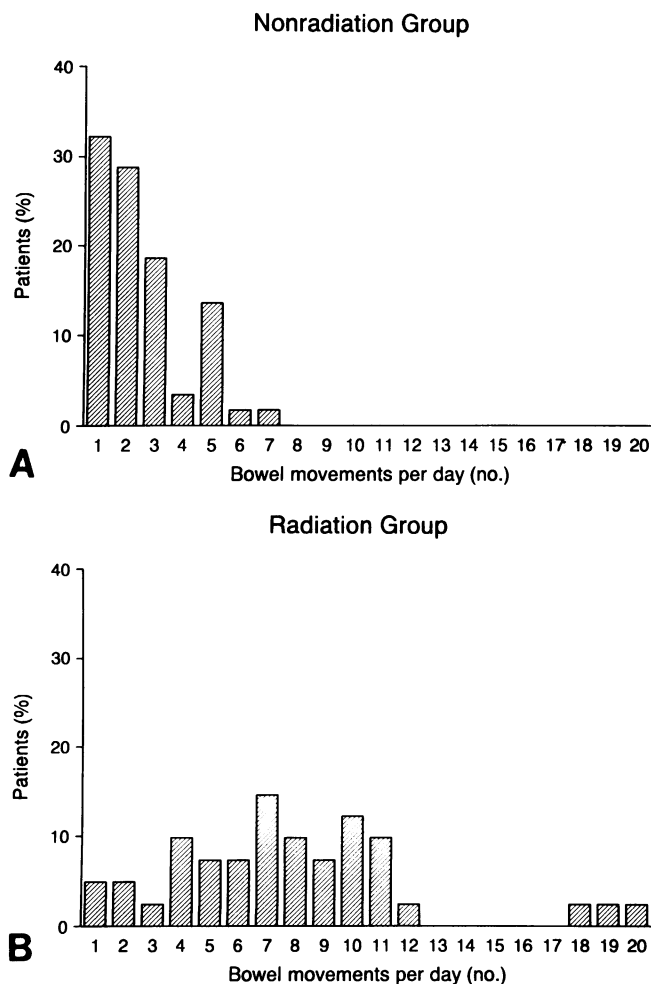 Nonradiation Group
40
30
20
10
0
Patients (%)
1 2 3 4 5 6 7 8 9 10 11 12 13 14 15 16 17 18 19 20
Bowel movements per day (no.)
A
Radiation Group
40
30
20
10
0
Patients (%)
1 2 3 4 5 6 7 8 9 10 11 12 13 14 15 16 17 18 19 20
Bowel movements per day (no.)
B